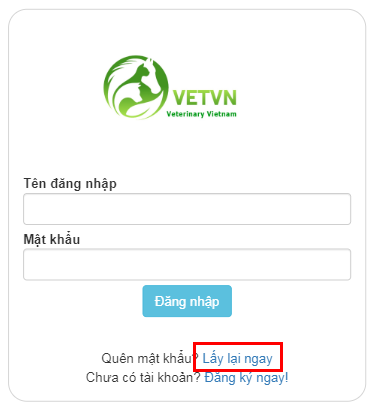 VETVN
Veterinary Vietnam
Tên đăng nhập
Mật khẩu
Đăng nhập
Quên mật khẩu? Lấy lại ngay
Chưa có tài khoản? Đăng ký ngay!